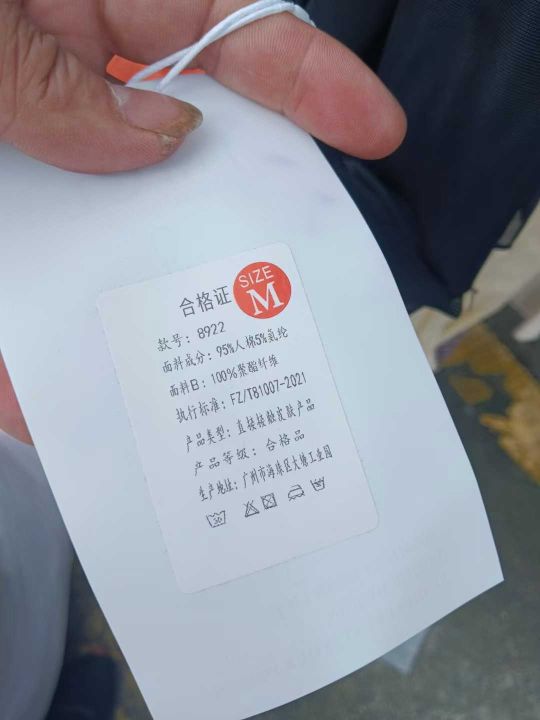 合格证
SIZE
M
款号：8922
面料成分：95%人棉5%氨纶
面料B：100%聚酯纤维
执行标准：FZ/T81007-2021
产品类型：直接接触皮肤产品
产品等级：合格品
生产地址：广州市海珠区大塘工业园
30